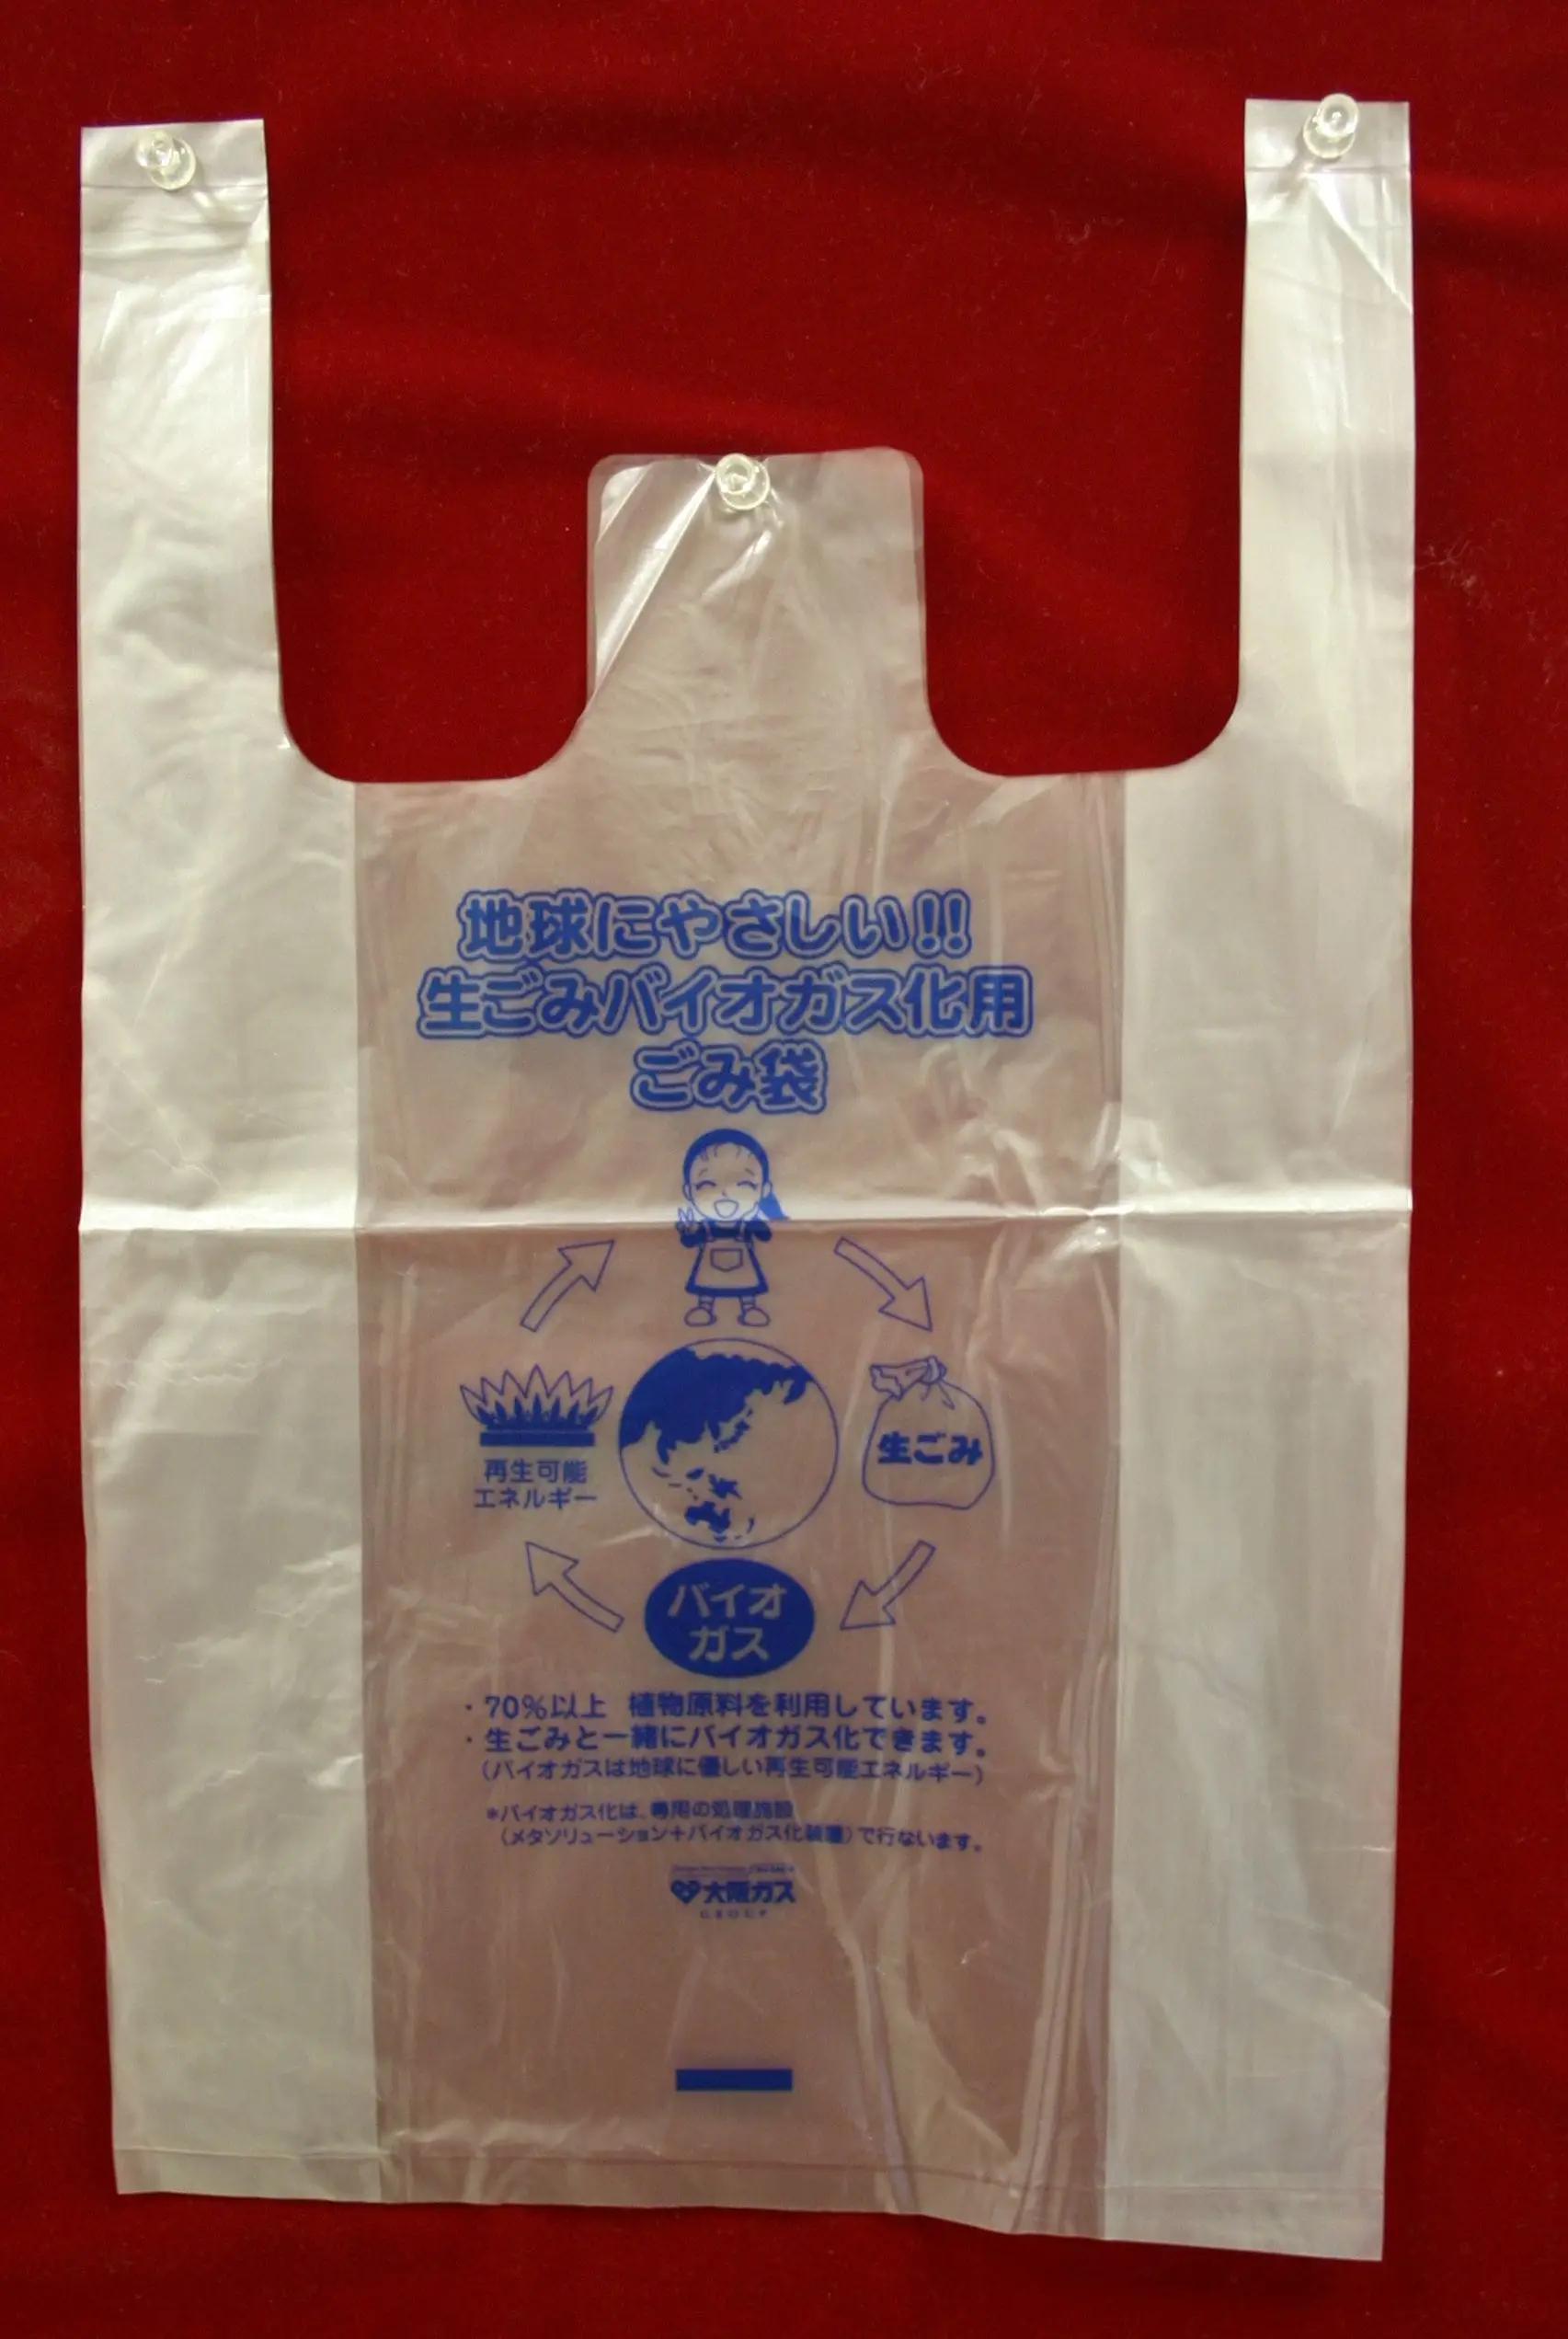 地球にやさしい!!
生ごみバイオガス化用
ごみ袋
生ごみ
再生可能
エネルギー
バイオ
ガス
・70%以上 植物原料を利用しています。
・生ごみと一緒にバイオガス化できます。
(バイオガスは地球に優しい再生可能エネルギー)
*バイオガス化は、専用の処理施設
(メタソリューション+バイオガス化装置)で行ないます。
大阪ガス
GROUP